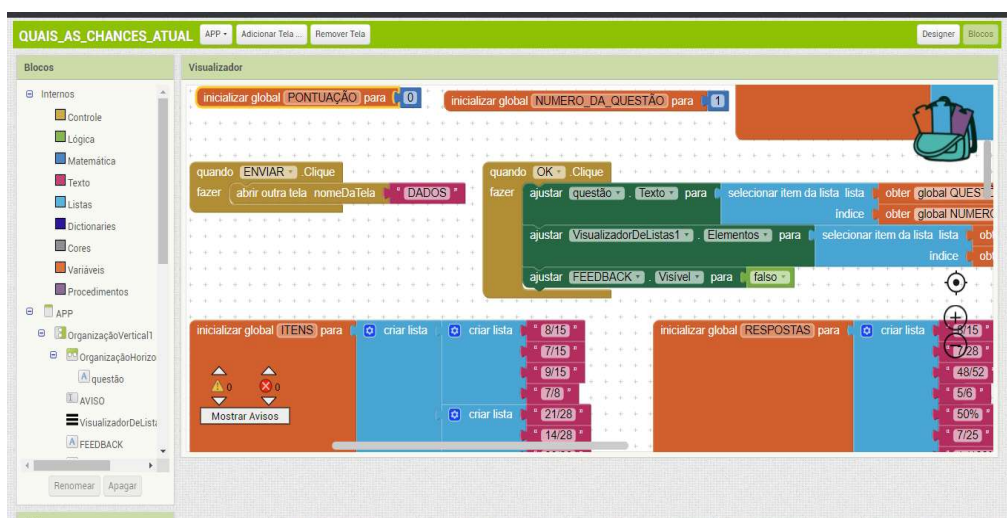 QUAIS_AS_CHANCES_ATUAL APP Adicionar Tela ... Remover Tela Designer Blocos
Blocos
Internos
Controle
Lógica
Matemática
Texto
Listas
Dictionaries
Cores
Variáveis
Procedimentos
APP
OrganizaçãoVertical1
OrganizaçãoHorizo
questão
AVISO
VisualizadorDeLista
FEEDBACK
Renomear Apagar
Visualizador
inicializar global PONTUAÇÃO para 0
inicializar global NUMERO_DA_QUESTÃO para 1
quando ENVIAR .Clique
fazer abrir outra tela nomeDaTela " DADOS "
quando OK .Clique
fazer ajustar questão . Texto para selecionar item da lista lista obter global
índice obter global
ajustar VisualizadorDeListas1 . Elementos para selecionar item da lista lista
índice
ajustar FEEDBACK . Visível para falso
inicializar global ITENS para criar lista criar lista " 8/15 "
" 7/15 "
" 9/15 "
" 7/8 "
criar lista " 21/28 "
" 14/28 "
0 0
Mostrar Avisos
inicializar global RESPOSTAS para criar lista
" 48/52 "
" 5/6 "
" 50% "
" 7/25 "